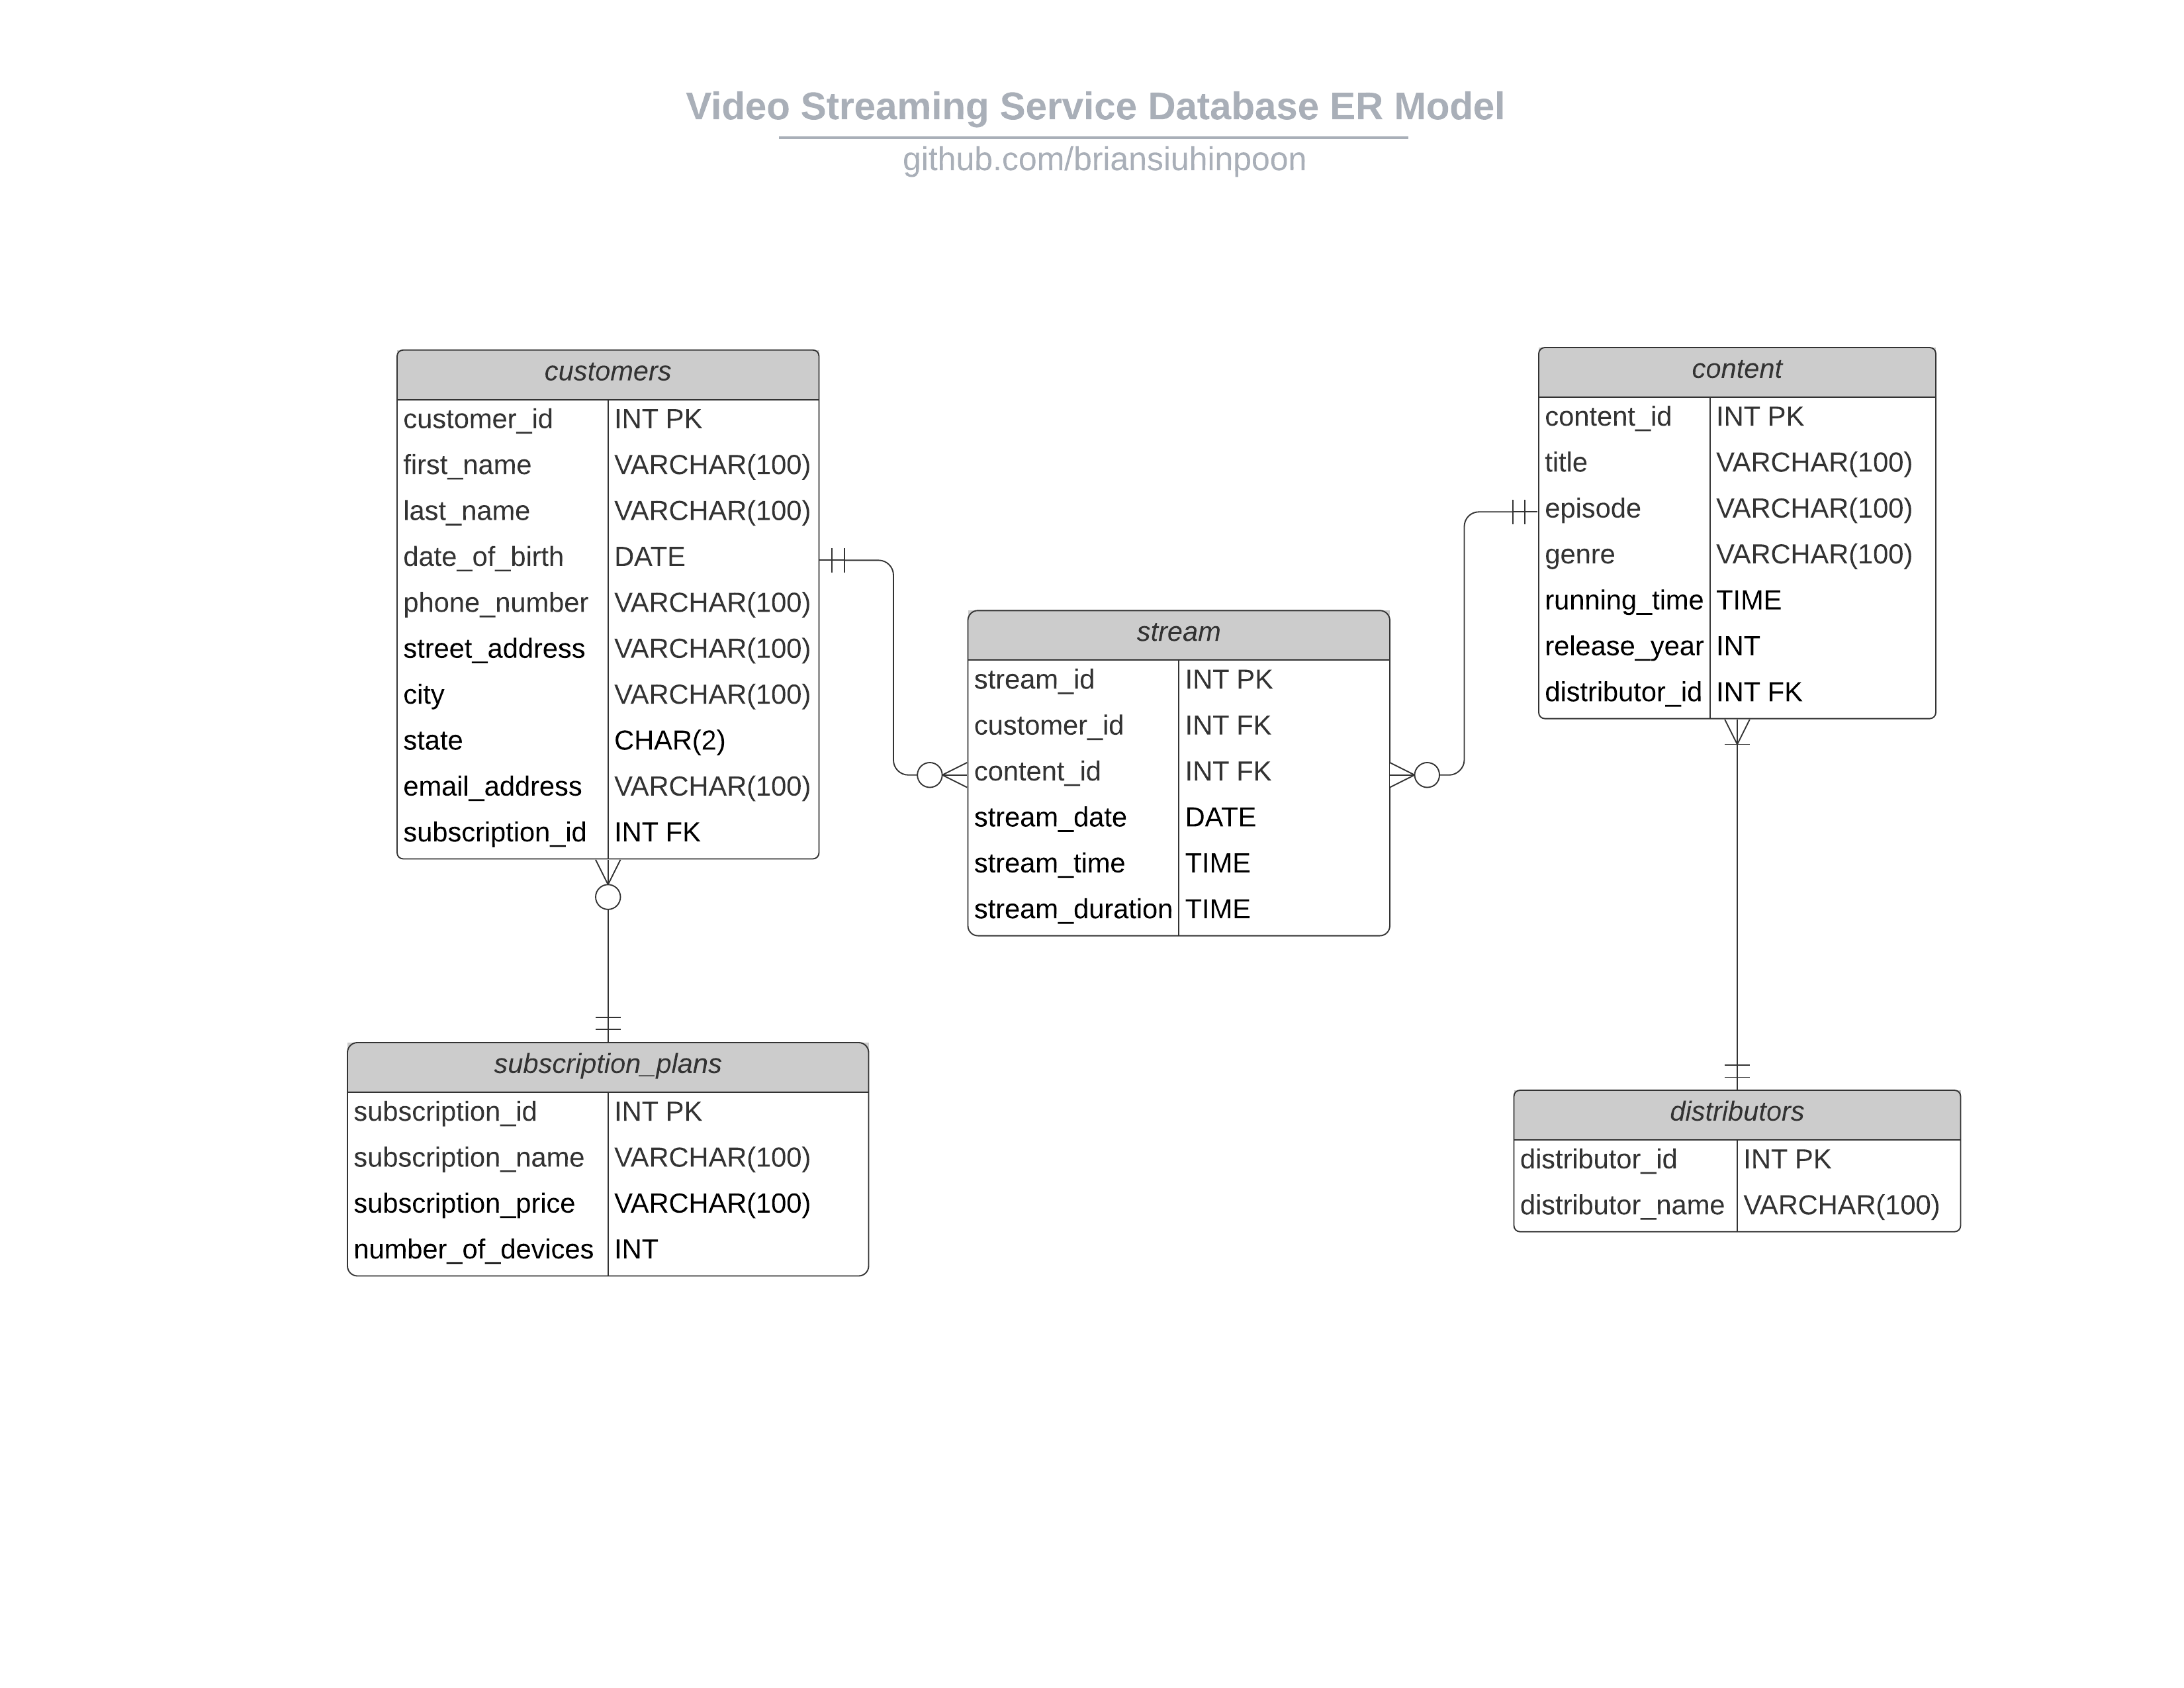 Video Streaming Service Database ER Model
github.com/briansiuhinpoon
customers
customer_id INT PK
first_name VARCHAR(100)
last_name VARCHAR(100)
date_of_birth DATE
phone_number VARCHAR(100)
street_address VARCHAR(100)
city VARCHAR(100)
state CHAR(2)
email_address VARCHAR(100)
subscription_id INT FK
stream
stream_id INT PK
customer_id INT FK
content_id INT FK
stream_date DATE
stream_time TIME
stream_duration TIME
content
content_id INT PK
title VARCHAR(100)
episode VARCHAR(100)
genre VARCHAR(100)
running_time TIME
release_year INT
distributor_id INT FK
subscription_plans
subscription_id INT PK
subscription_name VARCHAR(100)
subscription_price VARCHAR(100)
number_of_devices INT
distributors
distributor_id INT PK
distributor_name VARCHAR(100)